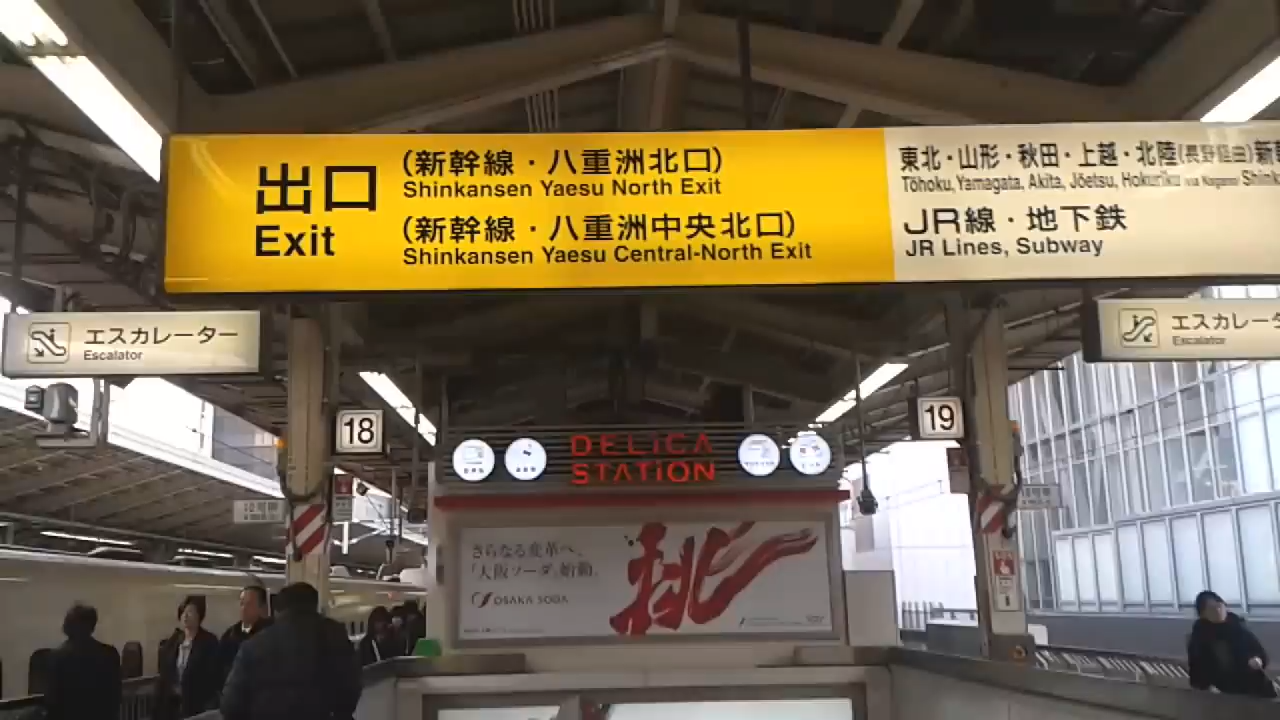 出口
Exit
(新幹線・八重洲北口)
Shinkansen Yaesu North Exit
(新幹線・八重洲中央北口)
Shinkansen Yaesu Central-North Exit
東北・山形・秋田・上越・北陸(長野経由)新
Tōhoku, Yamagata, Akita, Jōetsu, Hokuriku via Nagano
JR線・地下鉄
JR Lines, Subway
エスカレーター
Escalator
エスカレー
Escalator
18
19
DELICA
STATION
さらなる変革へ、
「大阪ソーダ」始動。
OSAKA SODA
挑